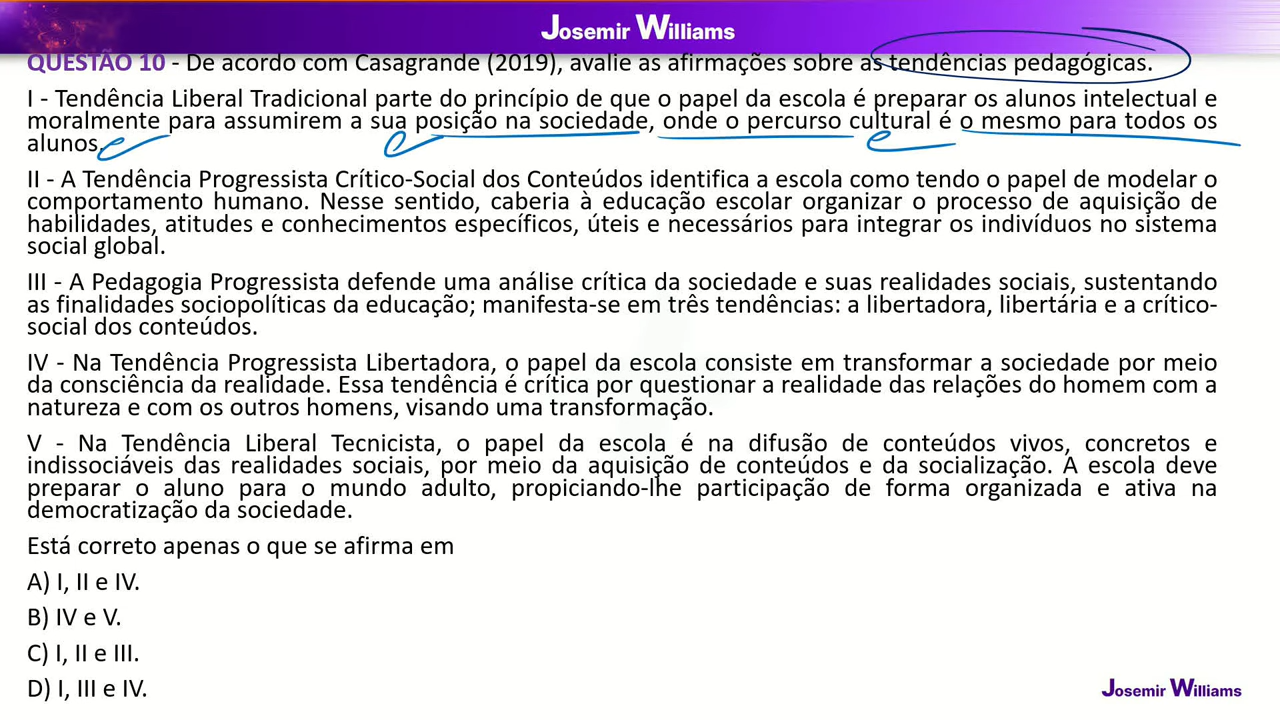 Josemir Williams
QUESTÃO 10 - De acordo com Casagrande (2019), avalie as afirmações sobre as tendências pedagógicas.
I - Tendência Liberal Tradicional parte do princípio de que o papel da escola é preparar os alunos intelectual e
moralmente para assumirem a sua posição na sociedade, onde o percurso cultural é o mesmo para todos os
alunos.
II - A Tendência Progressista Crítico-Social dos Conteúdos identifica a escola como tendo o papel de modelar o
comportamento humano. Nesse sentido, caberia à educação escolar organizar o processo de aquisição de
habilidades, atitudes e conhecimentos específicos, úteis e necessários para integrar os indivíduos no sistema
social global.
III - A Pedagogia Progressista defende uma análise crítica da sociedade e suas realidades sociais, sustentando
as finalidades sociopolíticas da educação; manifesta-se em três tendências: a libertadora, libertária e a crítico-
social dos conteúdos.
IV - Na Tendência Progressista Libertadora, o papel da escola consiste em transformar a sociedade por meio
da consciência da realidade. Essa tendência é crítica por questionar a realidade das relações do homem com a
natureza e com os outros homens, visando uma transformação.
V - Na Tendência Liberal Tecnicista, o papel da escola é na difusão de conteúdos vivos, concretos e
indissociáveis das realidades sociais, por meio da aquisição de conteúdos e da socialização. A escola deve
preparar o aluno para o mundo adulto, propiciando-lhe participação de forma organizada e ativa na
democratização da sociedade.
Está correto apenas o que se afirma em
A) I, II e IV.
B) IV e V.
C) I, II e III.
D) I, III e IV.
Josemir Williams